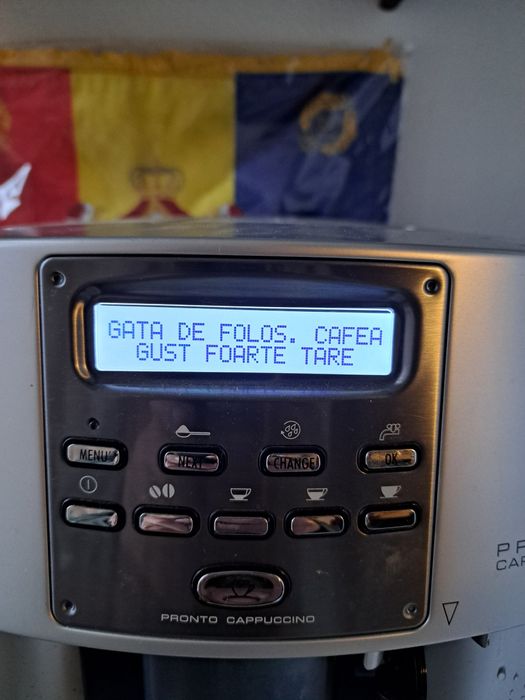 GATA DE FOLOS. CAFEA
GUST FOARTE TARE
MENU
NEXT
CHANGE
OK
PRONTO CAPPUCCINO